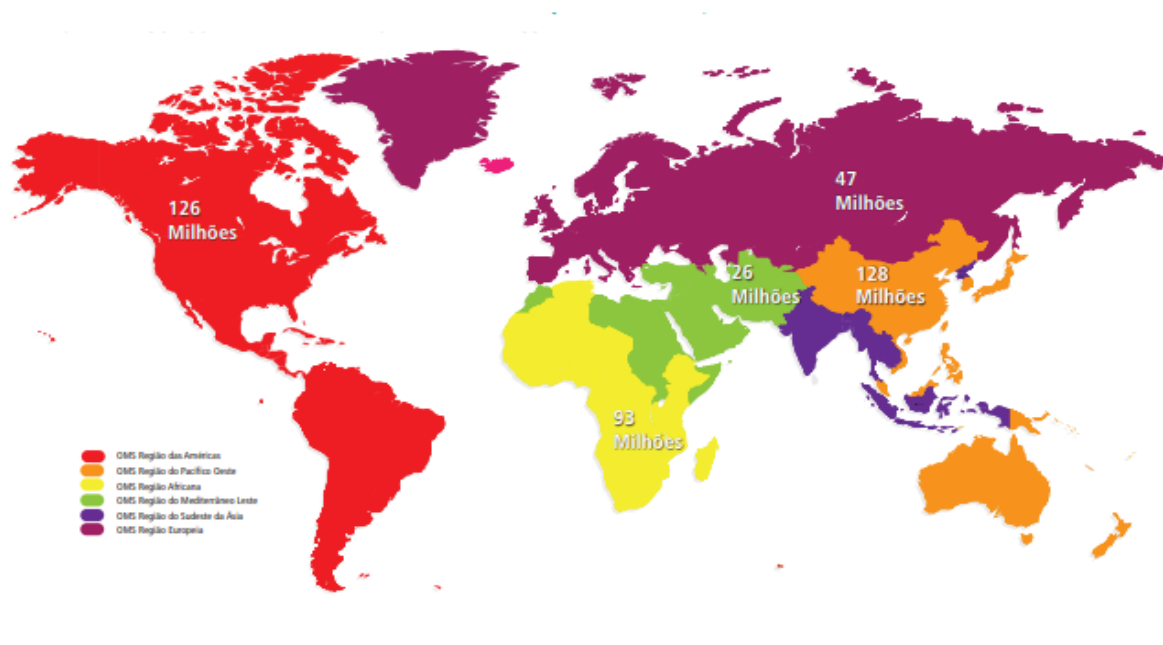 126
Milhões
47
Milhões
26
Milhões
128
Milhões
93
Milhões
OMS Região das Américas
OMS Região do Pacífico Oeste
OMS Região Africana
OMS Região do Mediterrâneo Leste
OMS Região do Sudeste da Ásia
OMS Região Europeia